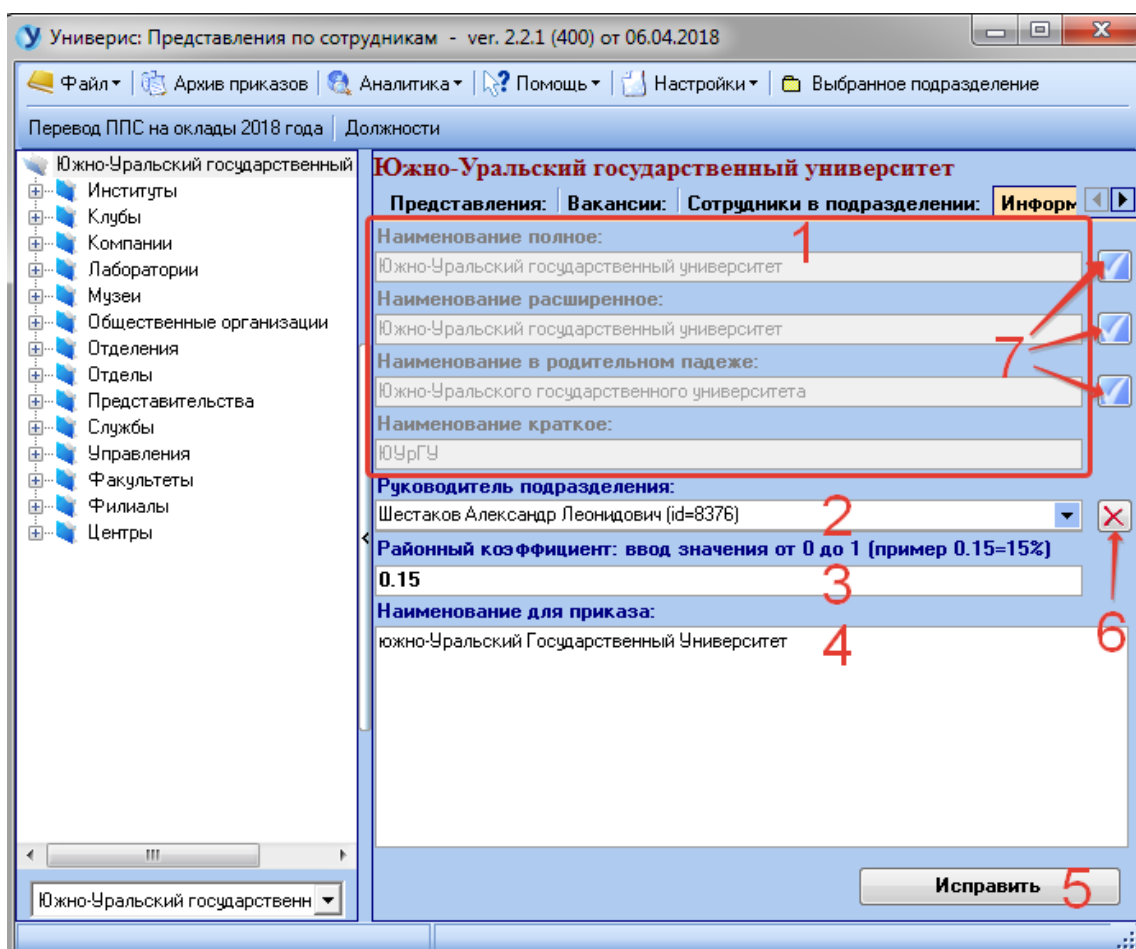 Универис: Представления по сотрудникам - ver. 2.2.1 (400) от 06.04.2018
Файл Архив приказов Аналитика Помощь Настройки Выбранное подразделение
Перевод ППС на оклады 2018 года Должности
Южно-Уральский государственный
Институты
Клубы
Компании
Лаборатории
Музеи
Общественные организации
Отделения
Отделы
Представительства
Службы
Управления
Факультеты
Филиалы
Центры
Южно-Уральский государственн
Южно-Уральский государственный университет
Представления: Вакансии: Сотрудники в подразделении: Информ
Наименование полное: 1
Южно-Уральский государственный университет
Наименование расширенное:
Южно-Уральский государственный университет
7
Наименование в родительном падеже:
Южно-Уральского государственного университета
Наименование краткое:
ЮУрГУ
Руководитель подразделения:
Шестаков Александр Леонидович (id=8376) 2
Районный коэффициент: ввод значения от 0 до 1 (пример 0.15=15%)
0.15 3
6
Наименование для приказа:
южно-Уральский Государственный Университет 4
Исправить 5